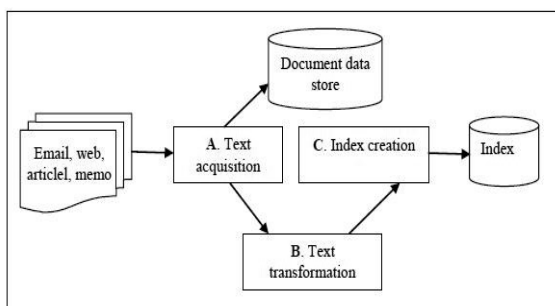 Document data
store
Email, web,
articlel, memo
A. Text
acquisition
C. Index creation
Index
B. Text
transformation